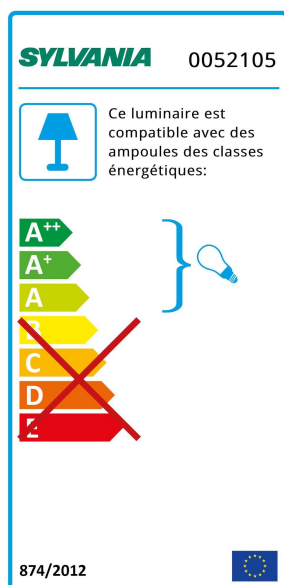 SYLVANIA 0052105
Ce luminaire est
compatible avec des
ampoules des classes
énergétiques:
A++
A+
A
B
C
D
E
874/2012